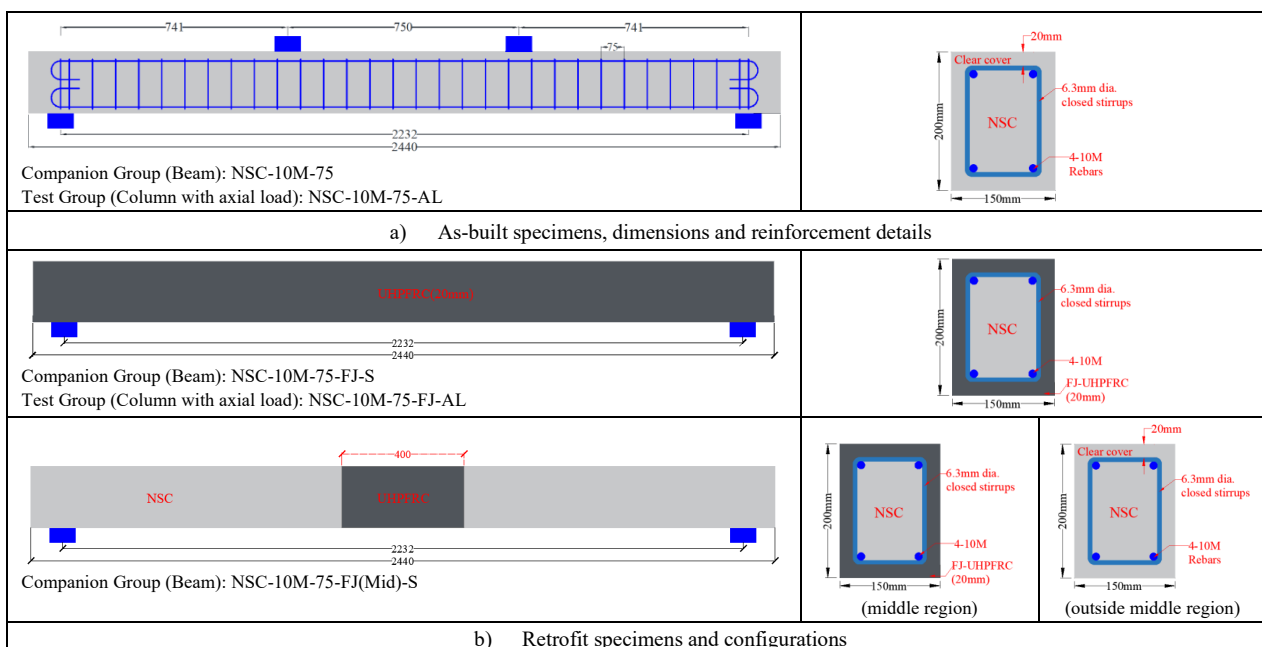 741
750
741
75
2232
2440
Companion Group (Beam): NSC-10M-75
Test Group (Column with axial load): NSC-10M-75-AL
20mm
Clear cover
6.3mm dia.
closed stirrups
NSC
200mm
4-10M
Rebars
150mm
a) As-built specimens, dimensions and reinforcement details
UHPFRC(20mm)
2232
2440
Companion Group (Beam): NSC-10M-75-FJ-S
Test Group (Column with axial load): NSC-10M-75-FJ-AL
6.3mm dia.
closed stirrups
NSC
200mm
4-10M
FJ-UHPFRC
(20mm)
150mm
400
NSC
UHPFRC
2232
2440
Companion Group (Beam): NSC-10M-75-FJ(Mid)-S
6.3mm dia.
closed stirrups
NSC
200mm
4-10M
FJ-UHPFRC
(20mm)
150mm
(middle region)
20mm
Clear cover
6.3mm dia.
closed stirrups
NSC
200mm
4-10M
Rebars
150mm
(outside middle region)
b) Retrofit specimens and configurations